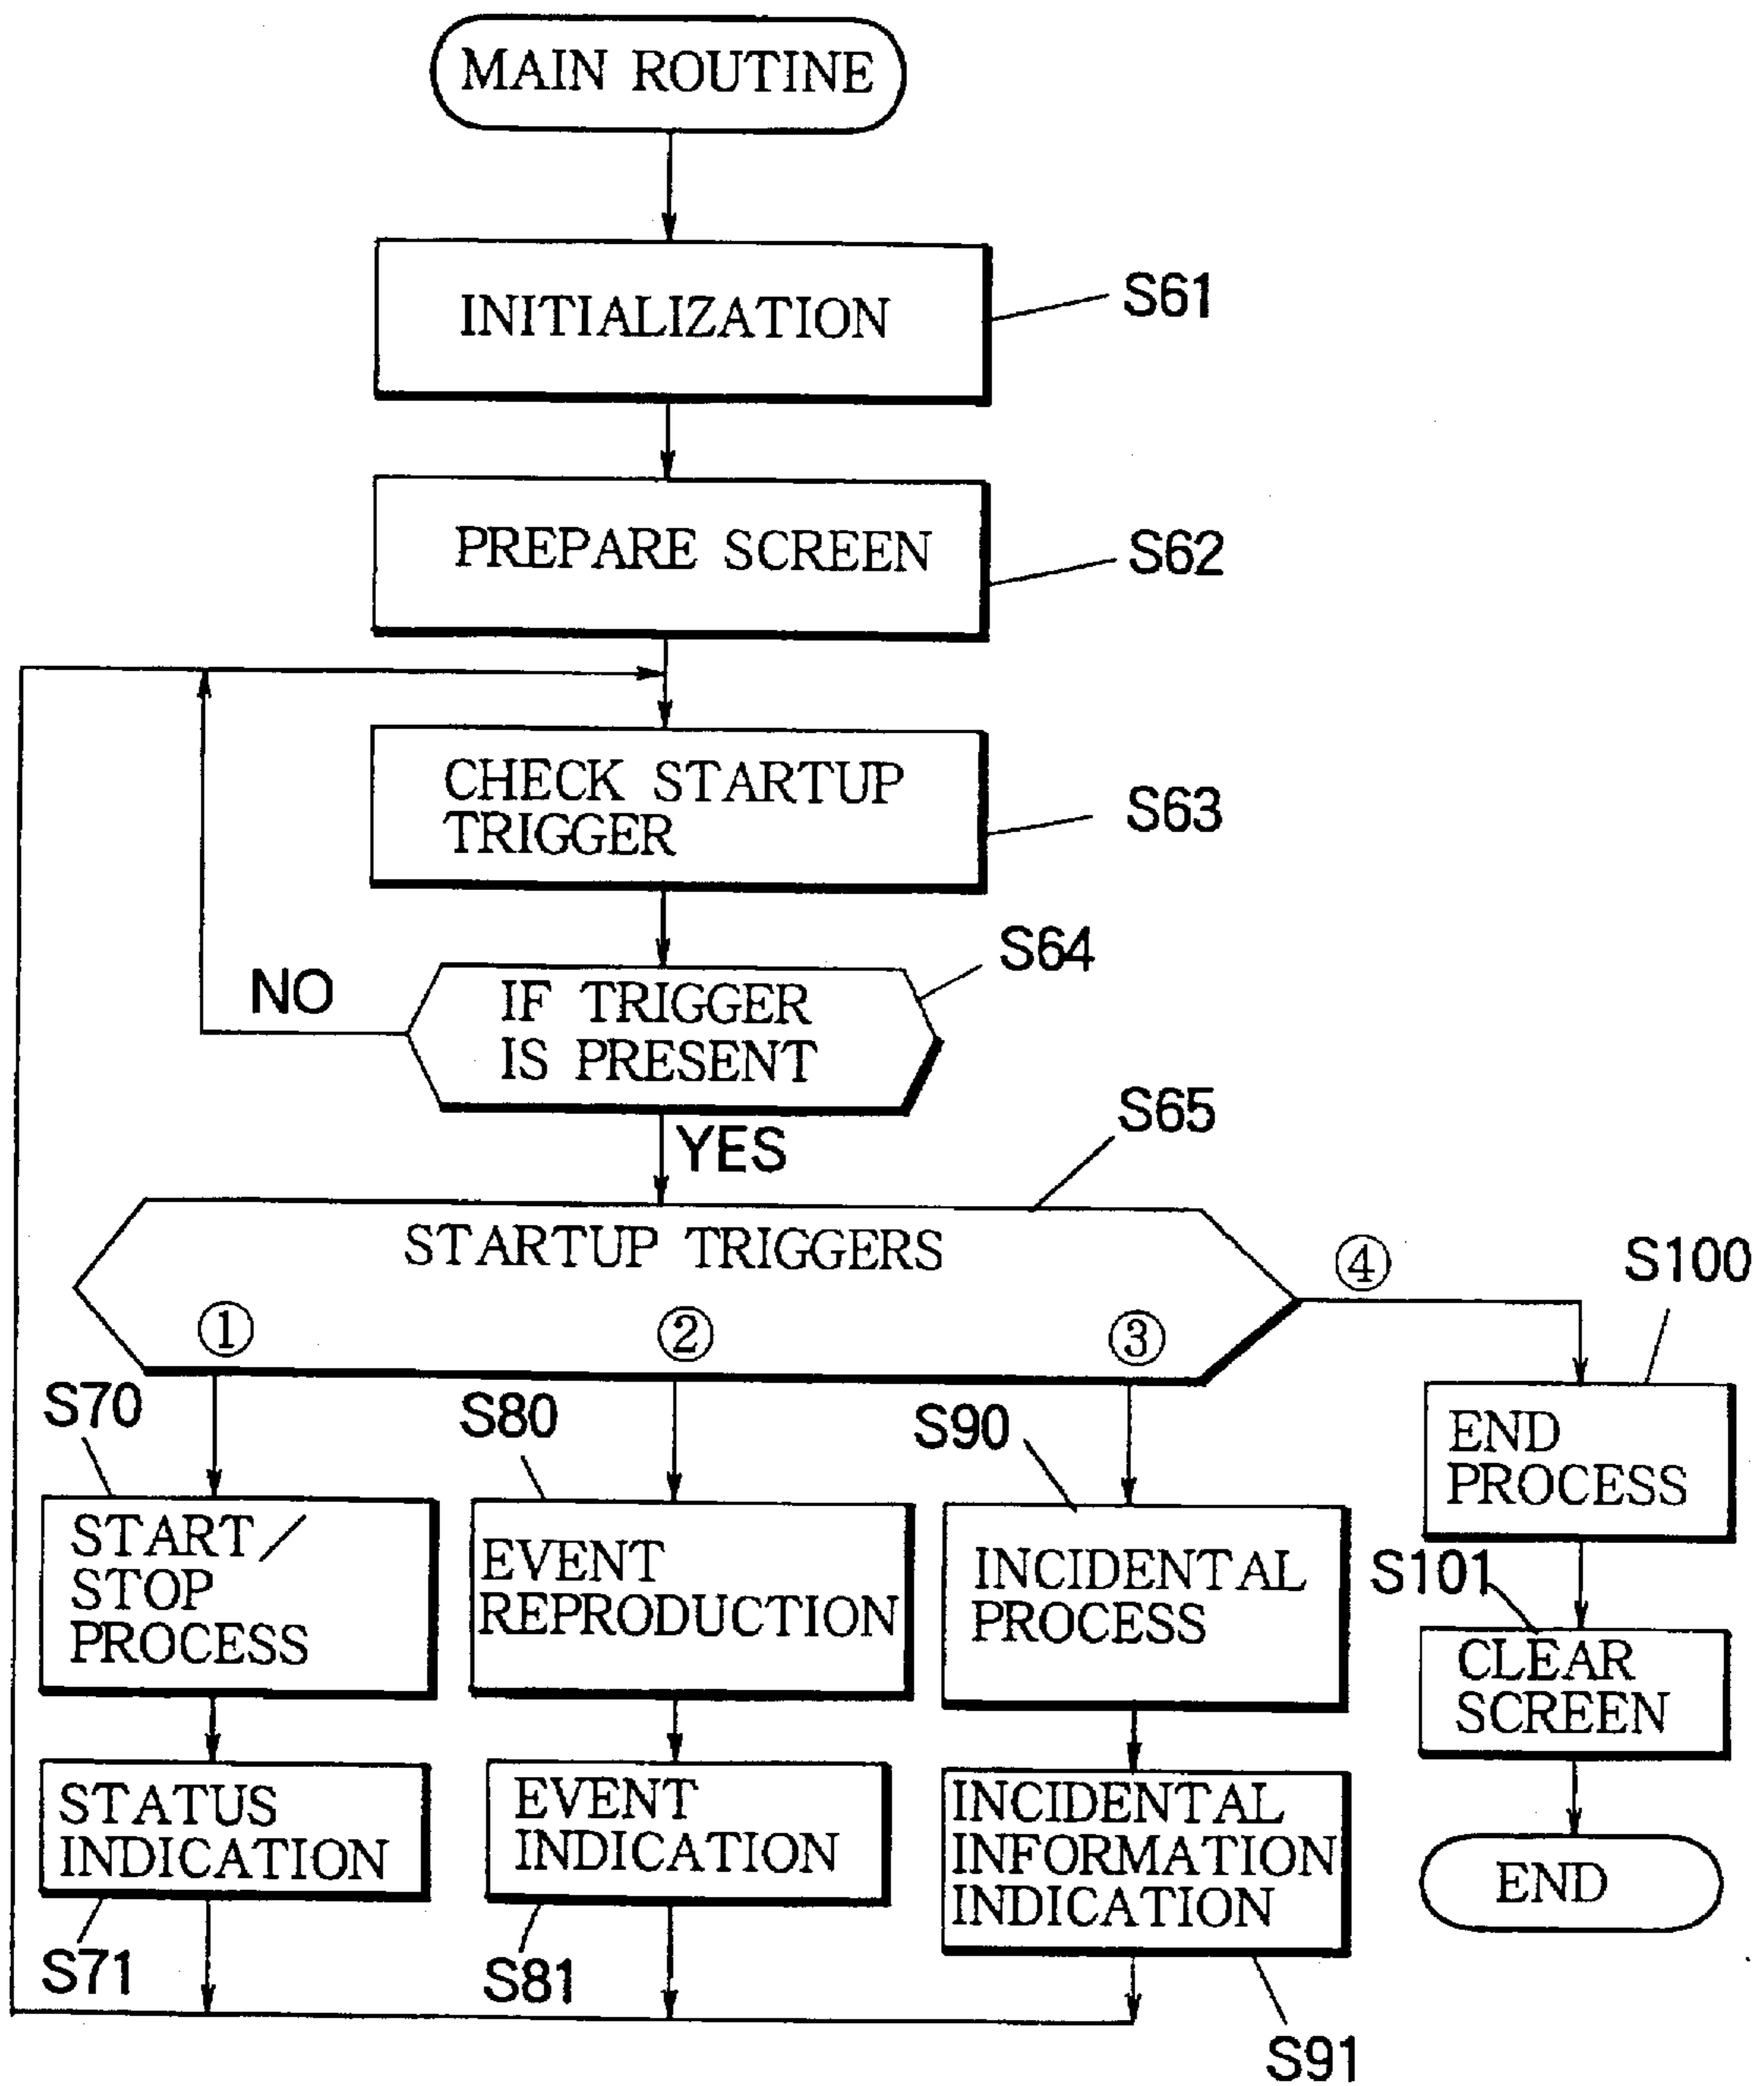 MAIN ROUTINE
INITIALIZATION
S61
PREPARE SCREEN
S62
CHECK STARTUP
TRIGGER
S63
IF TRIGGER
IS PRESENT
S64
NO
YES
S65
STARTUP TRIGGERS
① ② ③
④
S100
S70
START/
STOP
PROCESS
S80
EVENT
REPRODUCTION
S90
INCIDENTAL
PROCESS
END
PROCESS
S101
CLEAR
SCREEN
STATUS
INDICATION
S71
EVENT
INDICATION
S81
INCIDENTAL
INFORMATION
INDICATION
S91
END